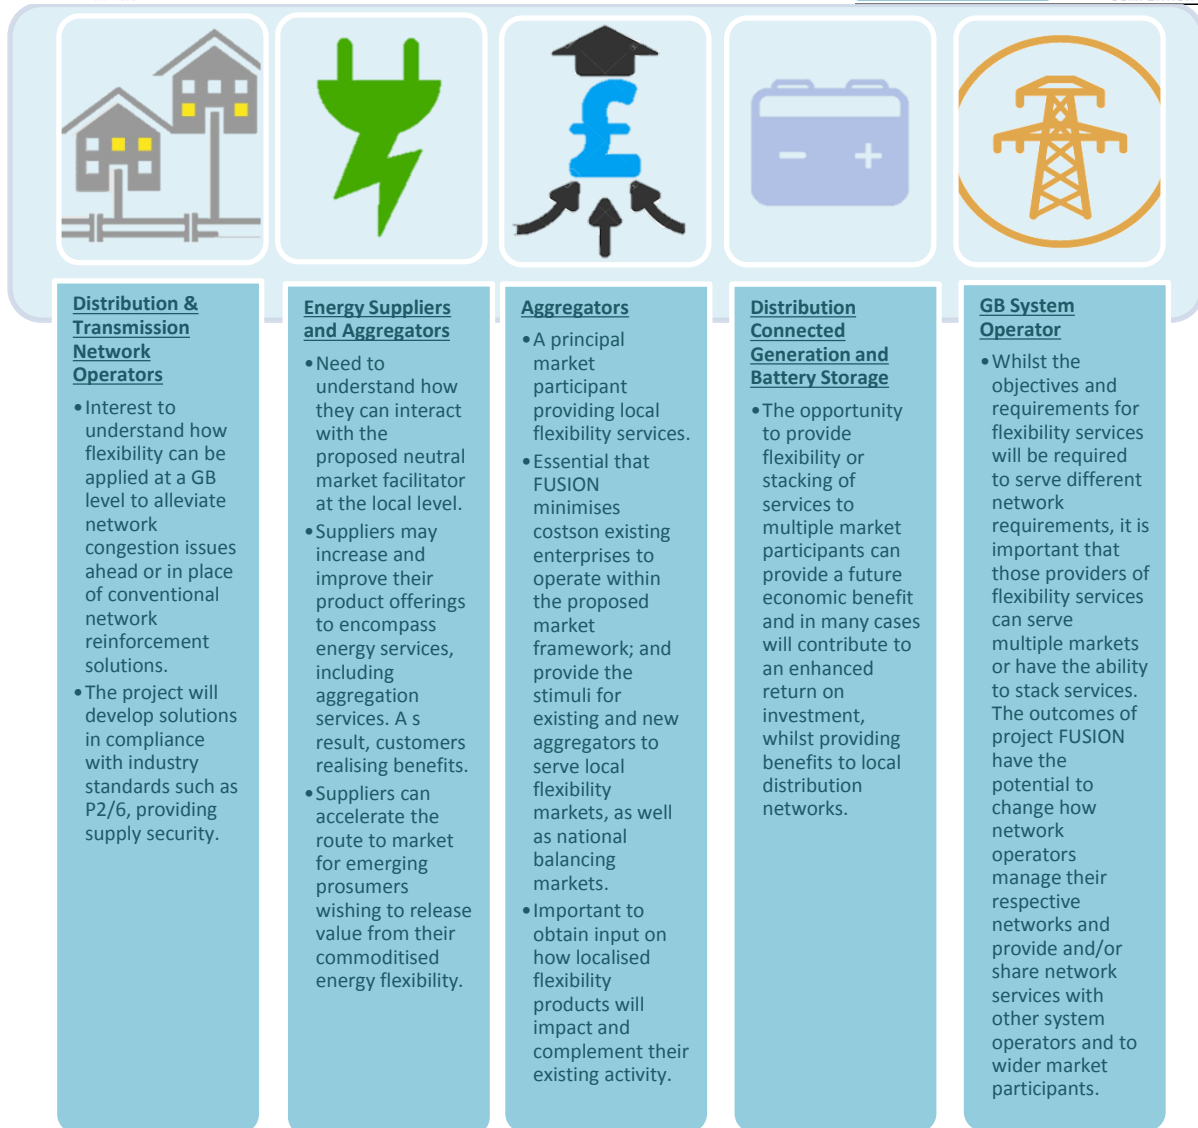 Distribution &
Transmission
Network
Operators
•Interest to
understand how
flexibility can be
applied at a GB
level to alleviate
network
congestion issues
ahead or in place
of conventional
network
reinforcement
solutions.
•The project will
develop solutions
in compliance
with industry
standards such as
P2/6, providing
supply security.
Energy Suppliers
and Aggregators
•Need to
understand how
they can interact
with the
proposed neutral
market facilitator
at the local level.
•Suppliers may
increase and
improve their
product offerings
to encompass
energy services,
including
aggregation
services. A s
result, customers
realising benefits.
•Suppliers can
accelerate the
route to market
for emerging
prosumers
wishing to release
value from their
commoditised
energy flexibility.
Aggregators
•A principal
market
participant
providing local
flexibility services.
•Essential that
FUSION
minimises
costson existing
enterprises to
operate within
the proposed
market
framework; and
provide the
stimuli for
existing and new
aggregators to
serve local
flexibility
markets, as well
as national
balancing
markets.
•Important to
obtain input on
how localised
flexibility
products will
impact and
complement their
existing activity.
Distribution
Connected
Generation and
Battery Storage
•The opportunity
to provide
flexibility or
stacking of
services to
multiple market
participants can
provide a future
economic benefit
and in many cases
will contribute to
an enhanced
return on
investment,
whilst providing
benefits to local
distribution
networks.
GB System
Operator
•Whilst the
objectives and
requirements for
flexibility services
will be required
to serve different
network
requirements, it is
important that
those providers of
flexibility services
can serve
multiple markets
or have the ability
to stack services.
The outcomes of
project FUSION
have the
potential to
change how
network
operators
manage their
respective
networks and
provide and/or
share network
services with
other system
operators and to
wider market
participants.